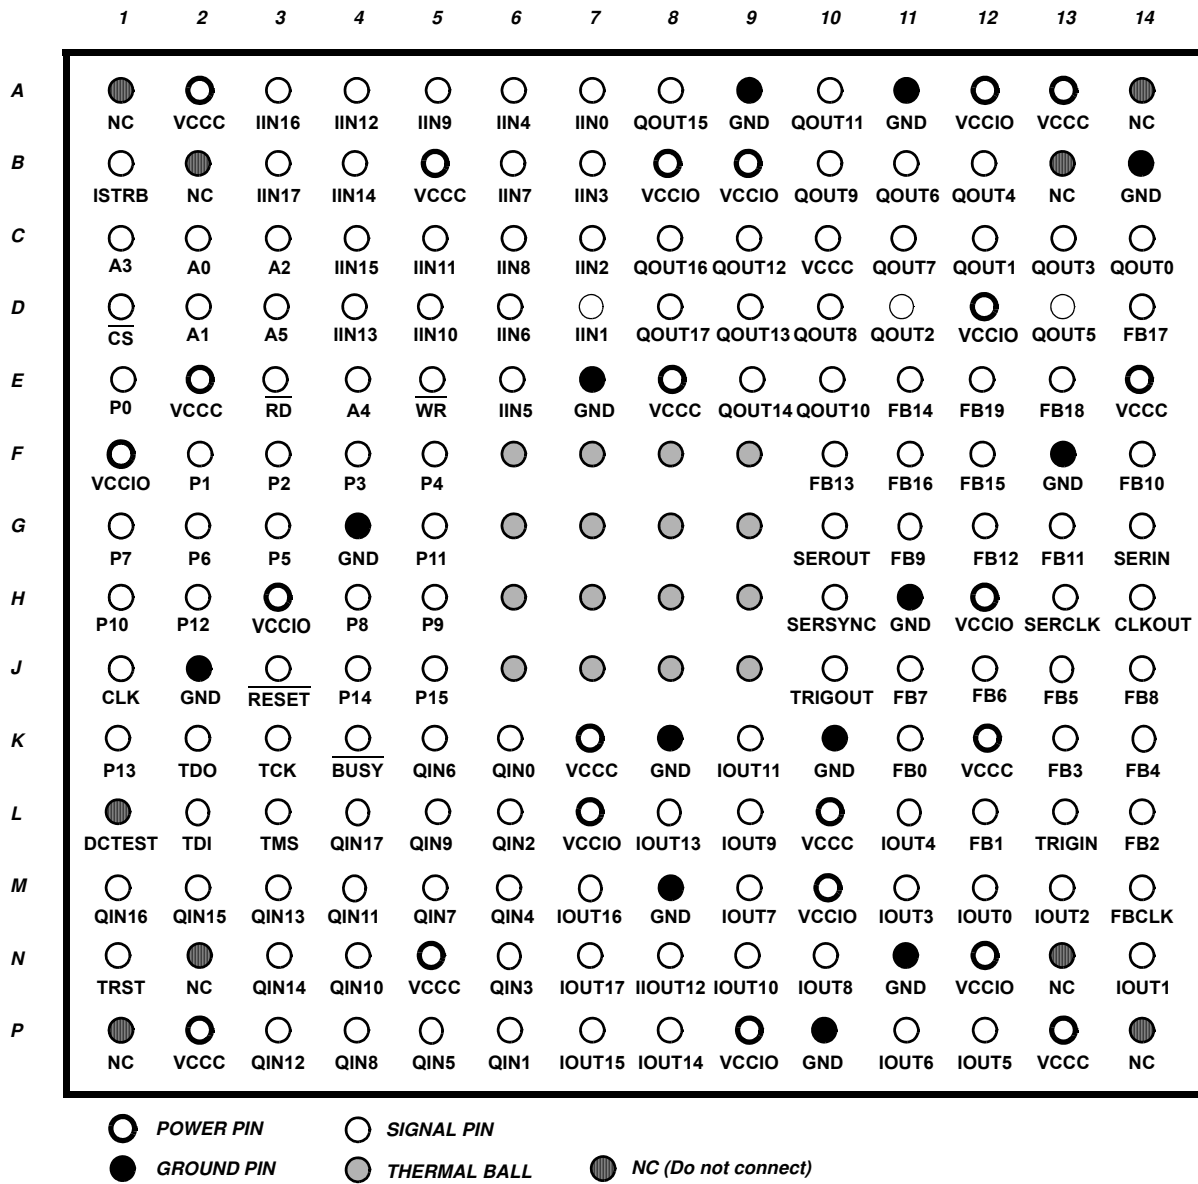 1 2 3 4 5 6 7 8 9 10 11 12 13 14
A
NC VCCC IIN16 IIN12 IIN9 IIN4 IIN0 QOUT15 GND QOUT11 GND VCCIO VCCC NC
B
ISTRB NC IIN17 IIN14 VCCC IIN7 IIN3 VCCIO VCCIO QOUT9 QOUT6 QOUT4 NC GND
C
A3 A0 A2 IIN15 IIN11 IIN8 IIN2 QOUT16 QOUT12 VCCC QOUT7 QOUT1 QOUT3 QOUT0
D
CS A1 A5 IIN13 IIN10 IIN6 IIN1 QOUT17 QOUT13 QOUT8 QOUT2 VCCIO QOUT5 FB17
E
P0 VCCC RD A4 WR IIN5 GND VCCC QOUT14 QOUT10 FB14 FB19 FB18 VCCC
F
VCCIO P1 P2 P3 P4 FB13 FB16 FB15 GND FB10
G
P7 P6 P5 GND P11 SEROUT FB9 FB12 FB11 SERIN
H
P10 P12 VCCIO P8 P9 SERSYNC GND VCCIO SERCLK CLKOUT
J
CLK GND RESET P14 P15 TRIGOUT FB7 FB6 FB5 FB8
K
P13 TDO TCK BUSY QIN6 QIN0 VCCC GND IOUT11 GND FB0 VCCC FB3 FB4
L
DCTEST TDI TMS QIN17 QIN9 QIN2 VCCIO IOUT13 IOUT9 VCCC IOUT4 FB1 TRIGIN FB2
M
QIN16 QIN15 QIN13 QIN11 QIN7 QIN4 IOUT16 GND IOUT7 VCCIO IOUT3 IOUT0 IOUT2 FBCLK
N
TRST NC QIN14 QIN10 VCCC QIN3 IOUT17 IIOUT12 IOUT10 IOUT8 GND VCCIO NC IOUT1
P
NC VCCC QIN12 QIN8 QIN5 QIN1 IOUT15 IOUT14 VCCIO GND IOUT6 IOUT5 VCCC NC
POWER PIN SIGNAL PIN
GROUND PIN THERMAL BALL NC (Do not connect)